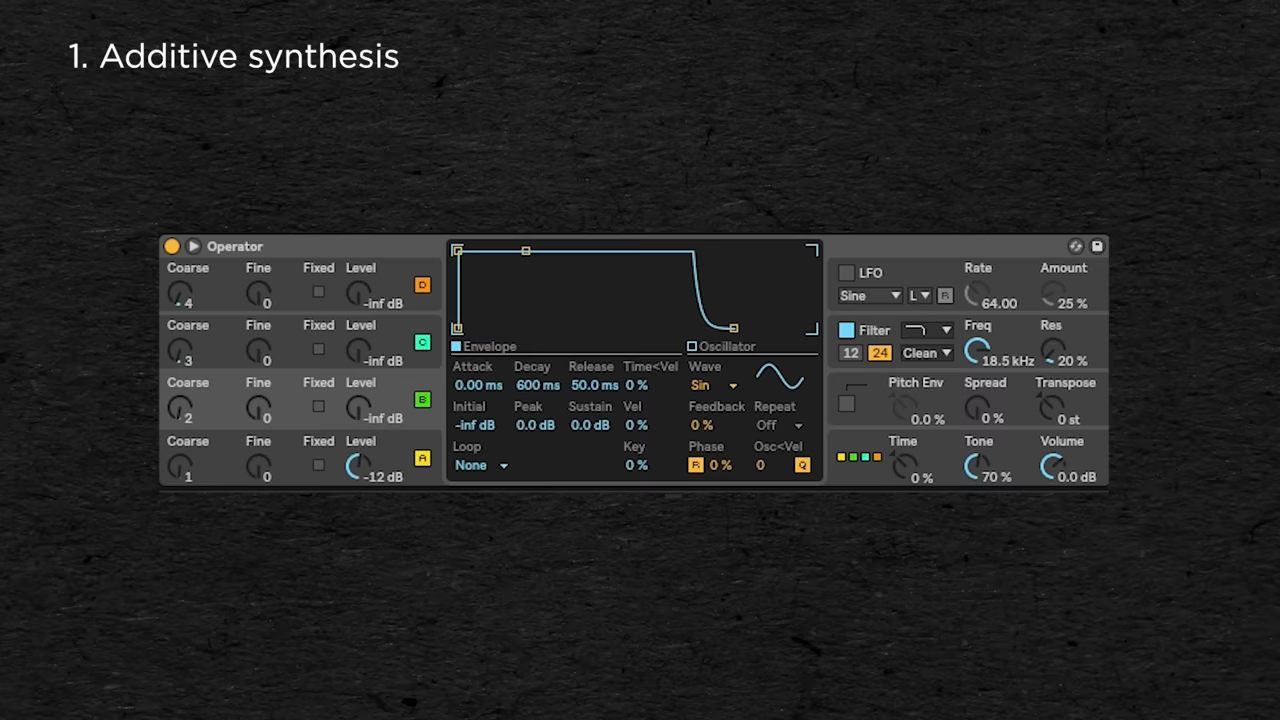 1. Additive synthesis
Operator
Coarse Fine Fixed Level
4 0 -inf dB D
Coarse Fine Fixed Level
3 0 -inf dB C
Coarse Fine Fixed Level
2 0 -inf dB B
Coarse Fine Fixed Level
1 0 -12 dB A
Envelope Oscillator
Attack Decay Release Time<Vel Wave
0.00 ms 600 ms 50.0 ms 0 % Sin
Initial Peak Sustain Vel Feedback Repeat
-inf dB 0.0 dB 0.0 dB 0 % 0 % Off
Loop Key Phase Osc<Vel
None 0 % R 0 % 0 Q
LFO Rate Amount
Sine L R 64.00 25 %
Filter Freq Res
12 24 Clean 18.5 kHz 20 %
Pitch Env Spread Transpose
0.0 % 0 % 0 st
Time Tone Volume
0 % 70 % 0.0 dB